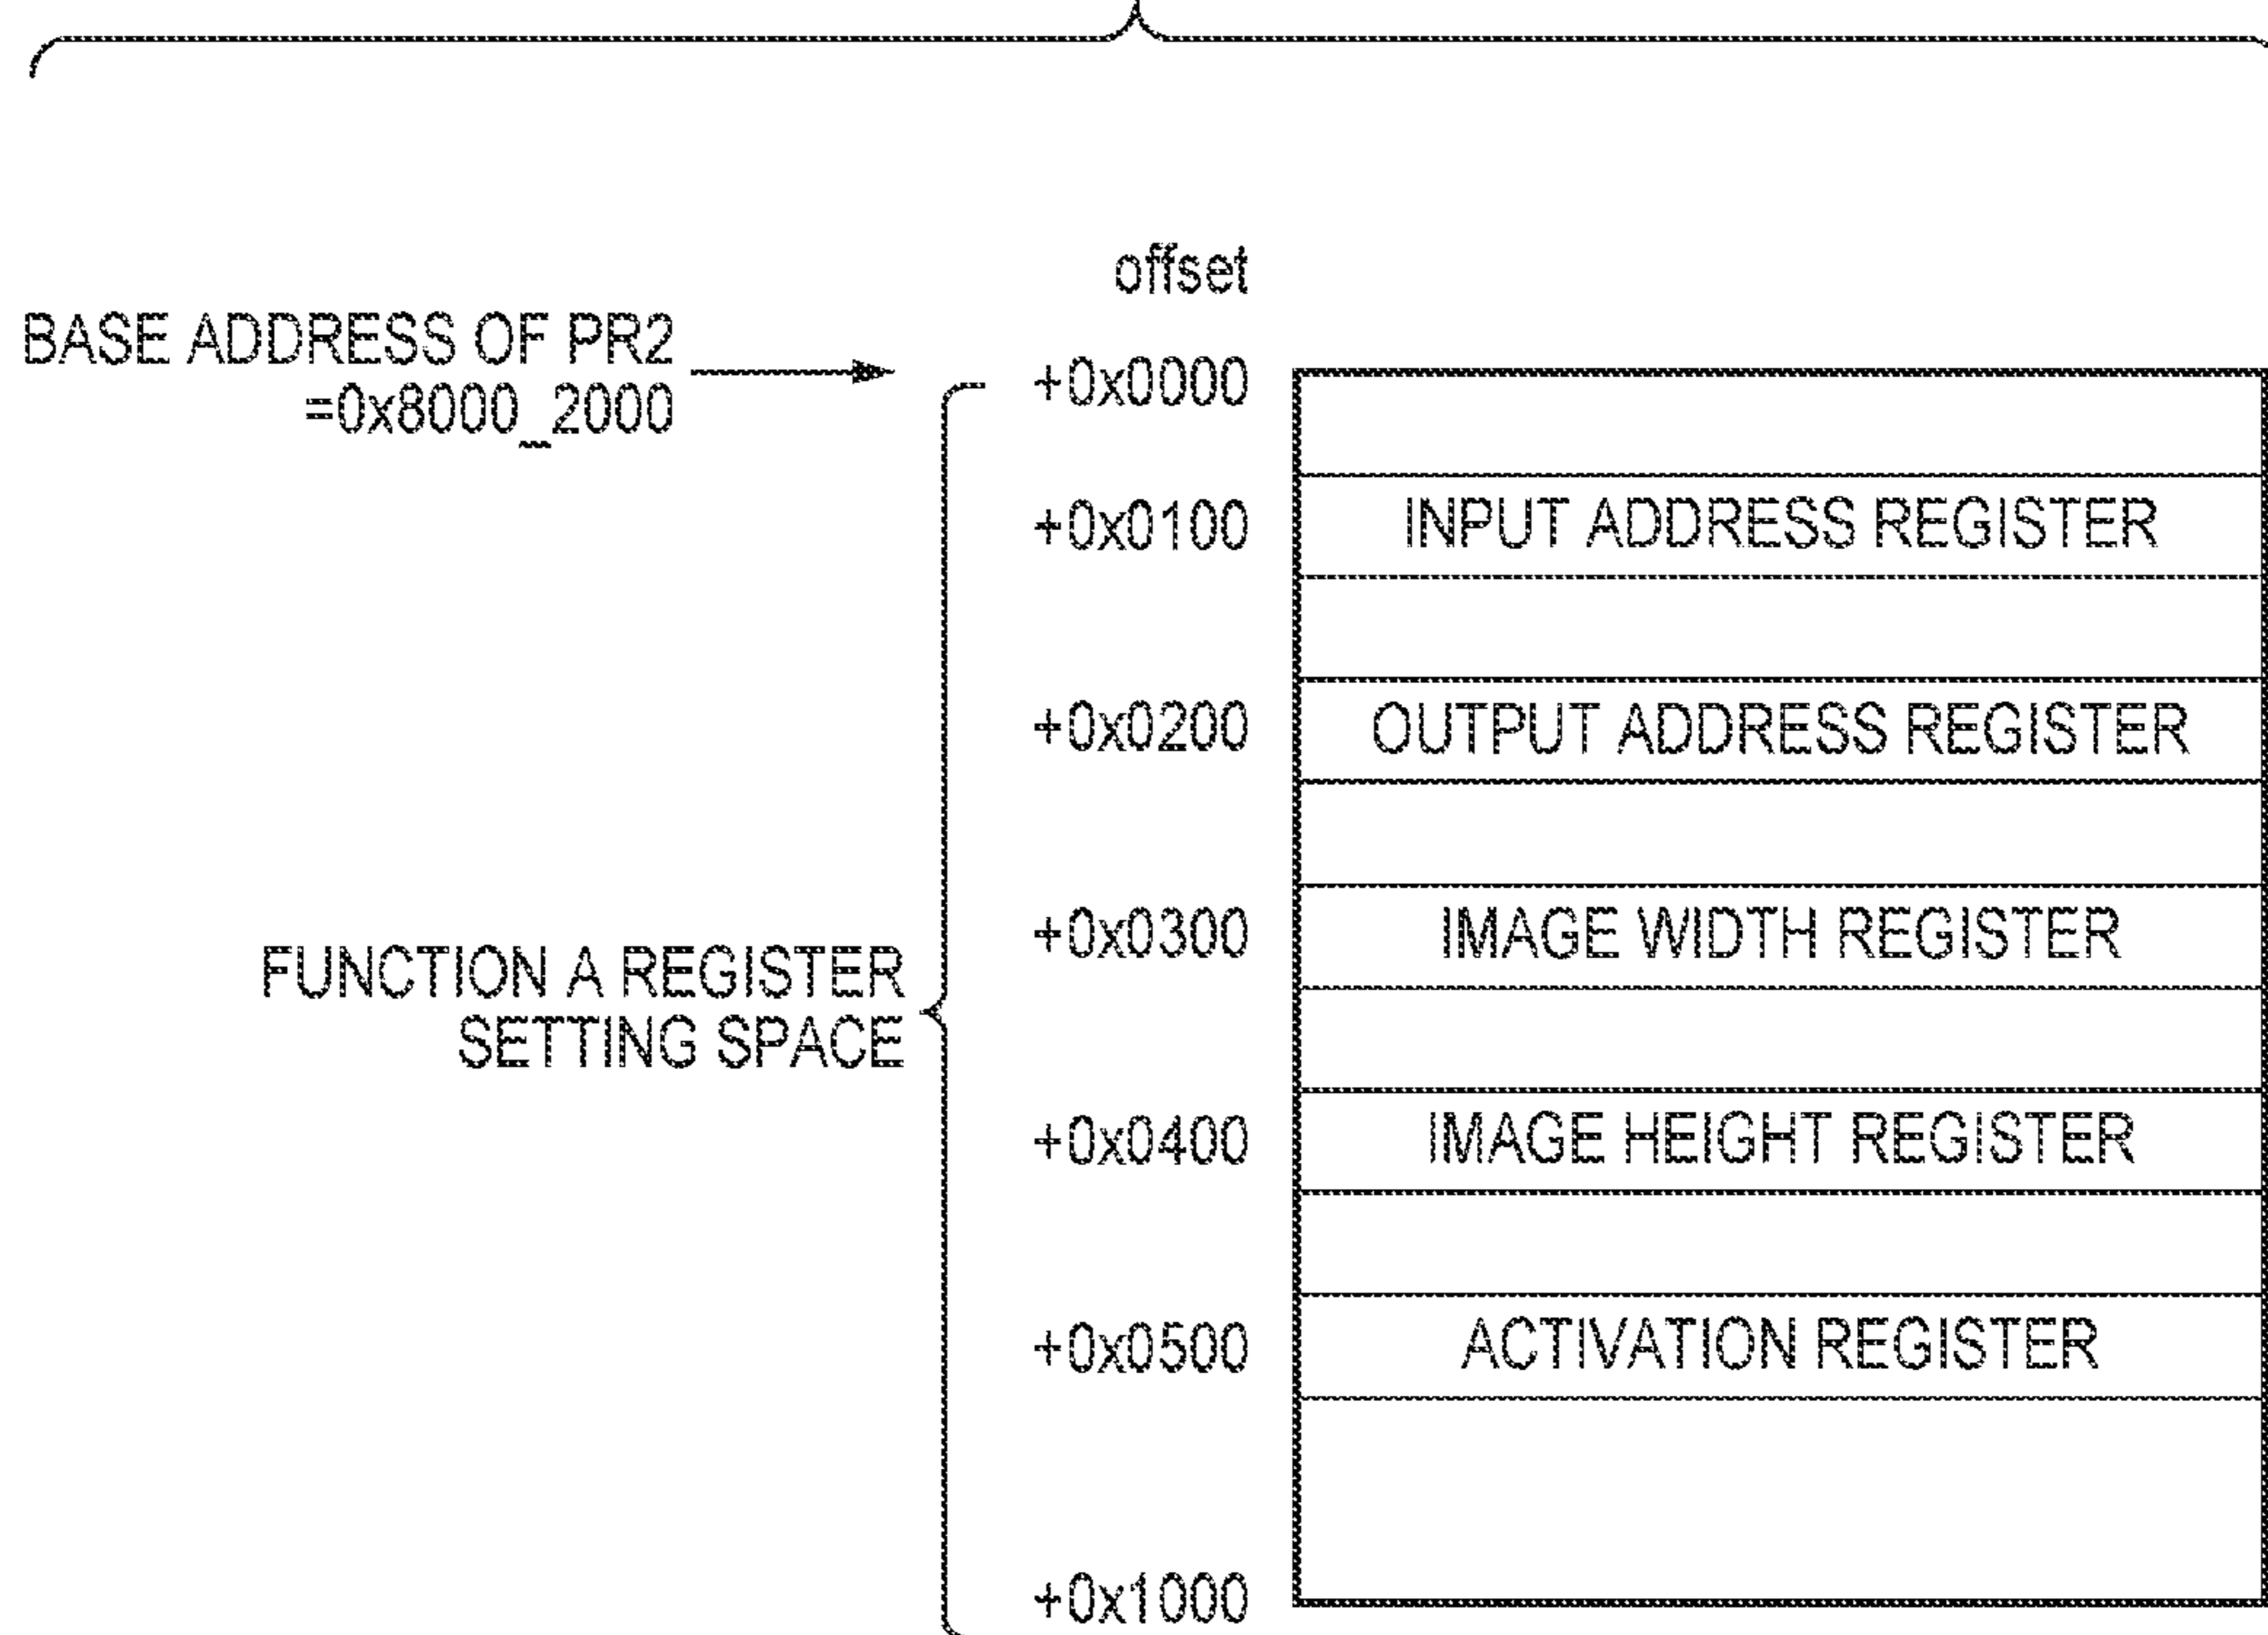 offset
BASE ADDRESS OF PR2
=0x8000_2000
+0x0000
+0x0100 INPUT ADDRESS REGISTER
+0x0200 OUTPUT ADDRESS REGISTER
+0x0300 IMAGE WIDTH REGISTER
FUNCTION A REGISTER
SETTING SPACE
+0x0400 IMAGE HEIGHT REGISTER
+0x0500 ACTIVATION REGISTER
+0x1000